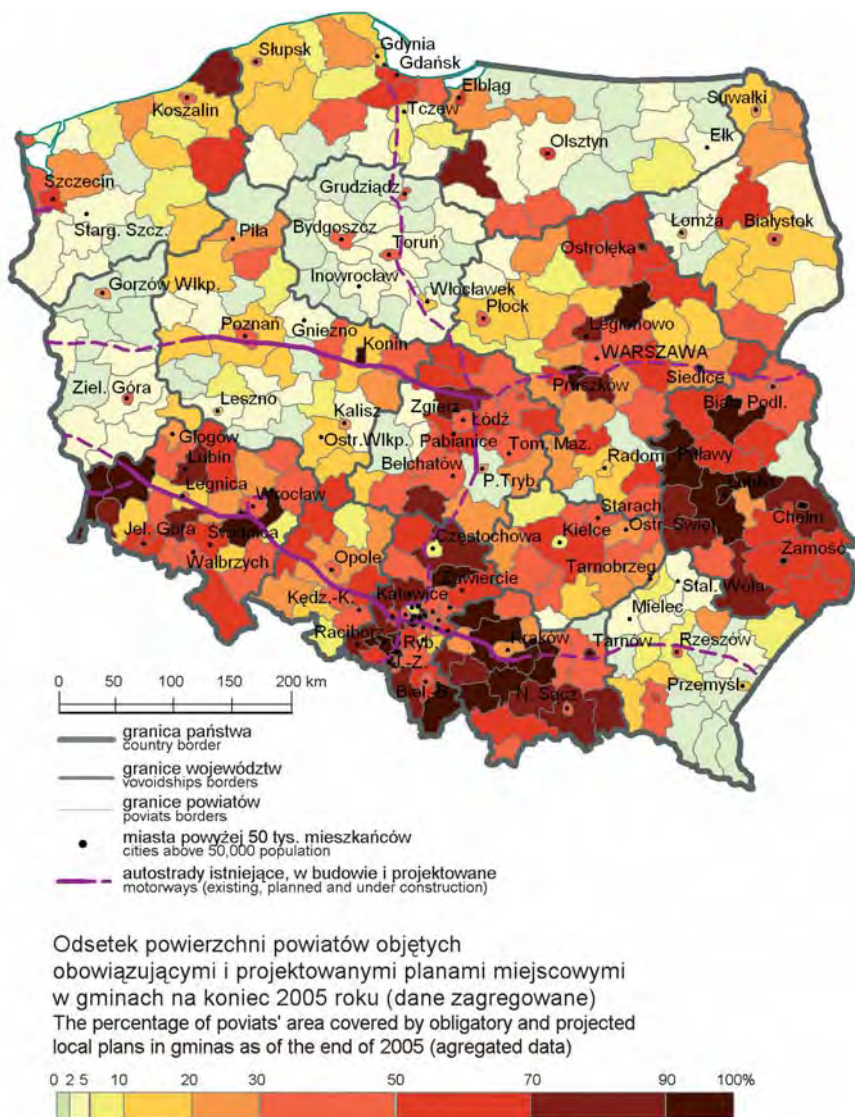 Słupsk
Gdynia
Gdańsk
Koszalin
Elbląg
Tczew
Suwałki
Olsztyn
Ełk
Szczecin
Starg. Szcz.
Grudziądz
Piła
Bydgoszcz
Toruń
Łomża
Białystok
Ostrołęka
Inowrocław
Gorzów Wlkp.
Włocławek
Płock
Poznań
Gniezno
Legionowo
Konin
WARSZAWA
Siedlce
Pruszków
Ziel. Góra
Leszno
Kalisz
Zgierz
Łódź
Biała Podl.
Głogów
Ostr.Wlkp.
Pabianice
Tom. Maz.
Lubin
Bełchatów
Radom
Puławy
Legnica
P.Tryb.
Lublin
Wrocław
Starach.
Chełm
Jel. Góra
Świdnica
Częstochowa
Kielce
Ostr. Święt.
Zamość
Wałbrzych
Opole
Zawiercie
Tarnobrzeg
Stal. Wola
Kędz.-K.
Katowice
Mielec
Racibórz
Ryb.
Kraków
Tarnów
Rzeszów
J.-Z.
Biel.-B.
N. Sącz
Przemyśl
0 50 100 150 200 km
granica państwa
country border
granice województw
vovoidships borders
granice powiatów
poviats borders
miasta powyżej 50 tys. mieszkańców
cities above 50,000 population
autostrady istniejące, w budowie i projektowane
motorways (existing, planned and under construction)
Odsetek powierzchni powiatów objętych
obowiązującymi i projektowanymi planami miejscowymi
w gminach na koniec 2005 roku (dane zagregowane)
The percentage of poviats' area covered by obligatory and projected
local plans in gminas as of the end of 2005 (agregated data)
0 2 5 10 20 30 50 70 90 100%